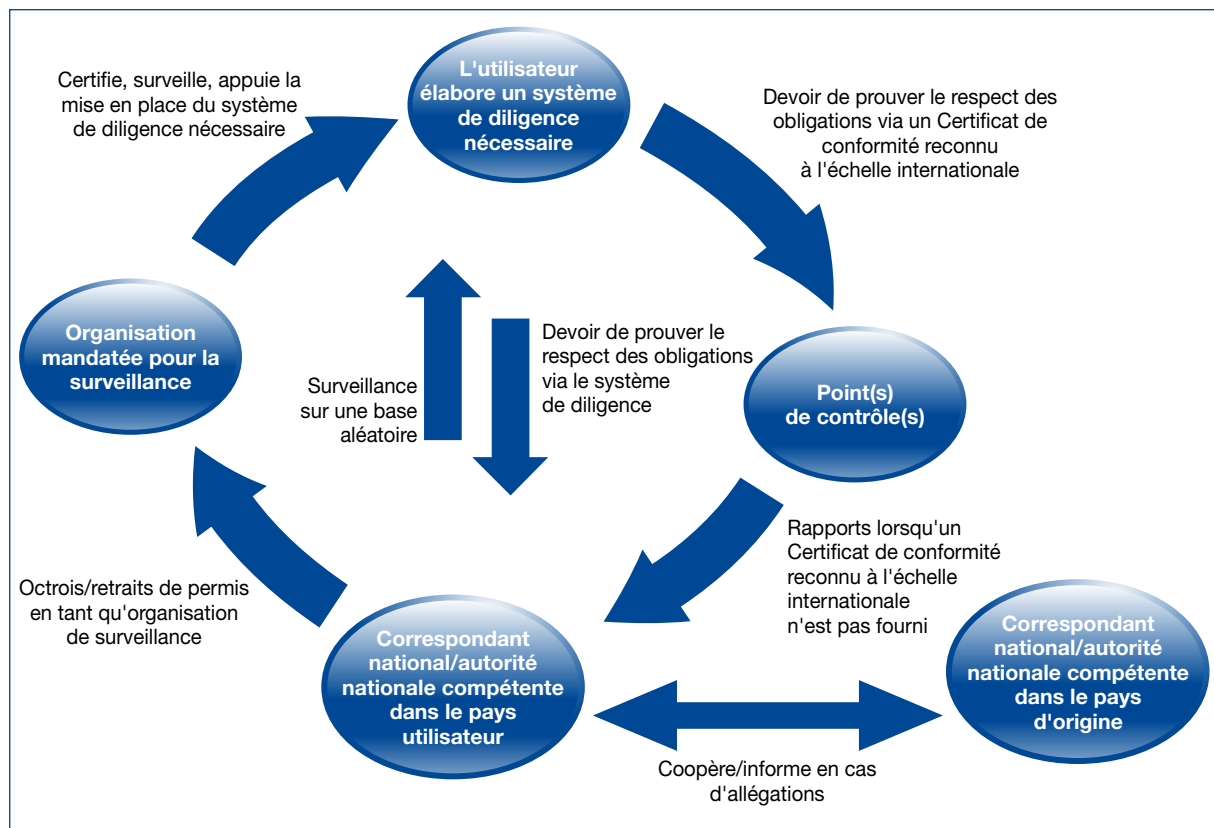 Certifie, surveille, appuie la
mise en place du système
de diligence nécessaire
L'utilisateur
élabore un système
de diligence
nécessaire
Devoir de prouver le respect des
obligations via un Certificat de
conformité reconnu
à l'échelle internationale
Organisation
mandatée pour la
surveillance
Surveillance
sur une base
aléatoire
Devoir de prouver le
respect des obligations
via le système
de diligence
Point(s)
de contrôle(s)
Octrois/retraits de permis
en tant qu'organisation
de surveillance
Rapports lorsqu'un
Certificat de conformité
reconnu à l'échelle
internationale
n'est pas fourni
Correspondant
national/autorité
nationale compétente
dans le pays
utilisateur
Correspondant
national/autorité
nationale compétente
dans le pays
d'origine
Coopère/informe en cas
d'allégations